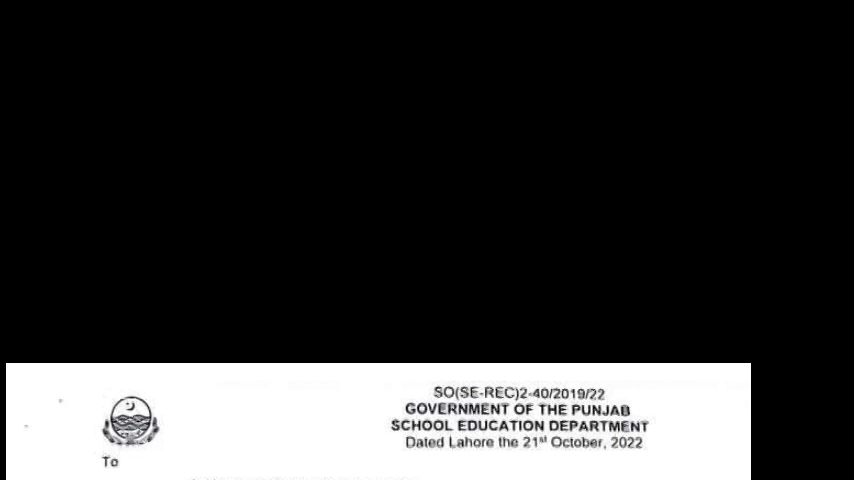 SO(SE-REC)2-40/2019/22
GOVERNMENT OF THE PUNJAB
SCHOOL EDUCATION DEPARTMENT
Dated Lahore the 21st October, 2022
To